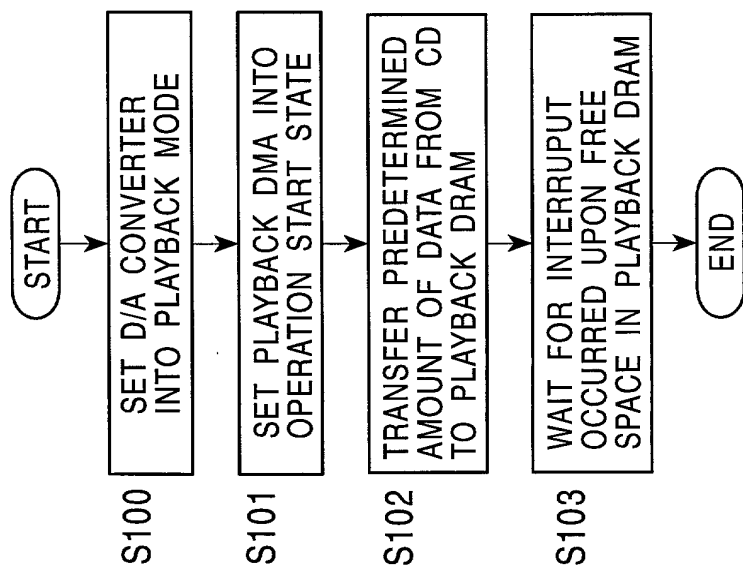 START
S100
SET D/A CONVERTER
INTO PLAYBACK MODE
S101
SET PLAYBACK DMA INTO
OPERATION START STATE
S102
TRANSFER PREDETERMINED
AMOUNT OF DATA FROM CD
TO PLAYBACK DRAM
S103
WAIT FOR INTERRUPUT
OCCURRED UPON FREE
SPACE IN PLAYBACK DRAM
END